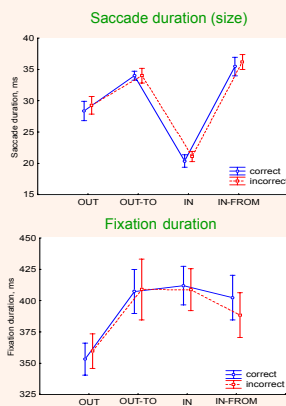 Saccade duration (size)
Saccade duration, ms
40
35
30
25
20
15
OUT OUT-TO IN IN-FROM
correct
incorrect
Fixation duration
Fixation duration, ms
450
425
400
375
350
325
OUT OUT-TO IN IN-FROM
correct
incorrect